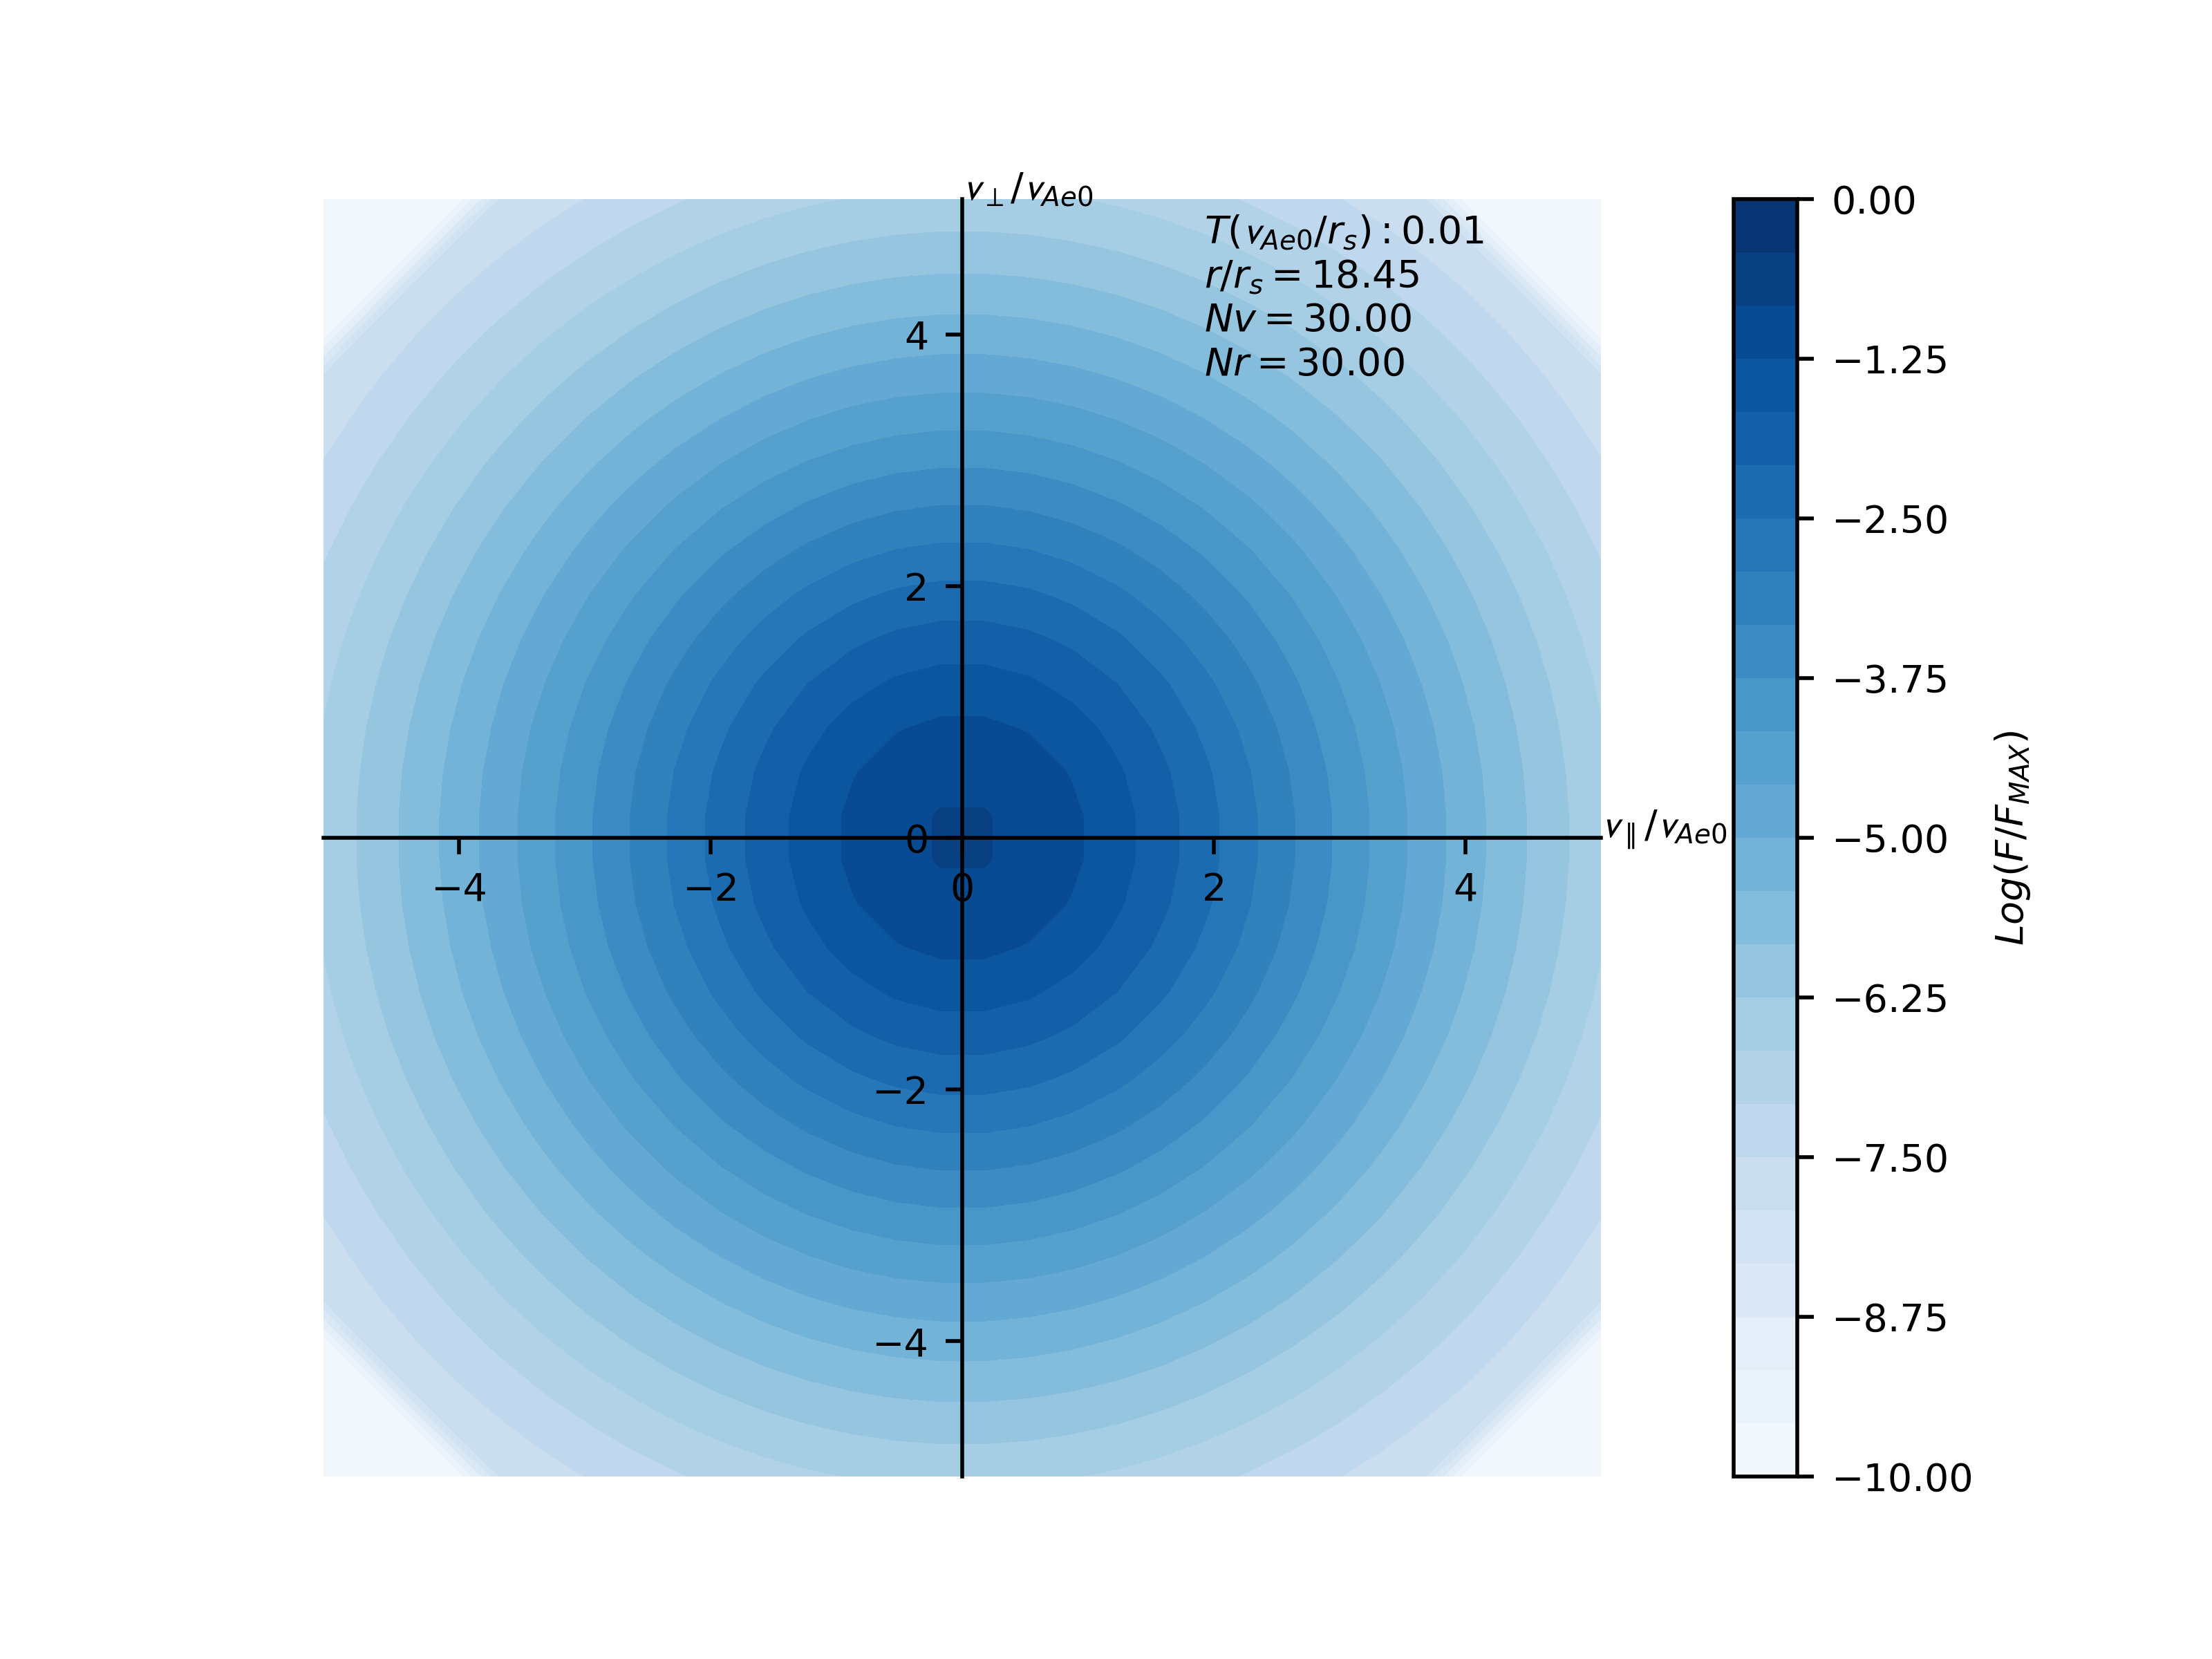 v⊥/vAe0
T(vAe0/rs) : 0.01
r/rs = 18.45
Nv = 30.00
Nr = 30.00
4
2
0
−2
−4
−4
−2
0
2
4
v∥/vAe0
0.00
−1.25
−2.50
−3.75
−5.00
−6.25
−7.50
−8.75
−10.00
Log(F/FMAX)